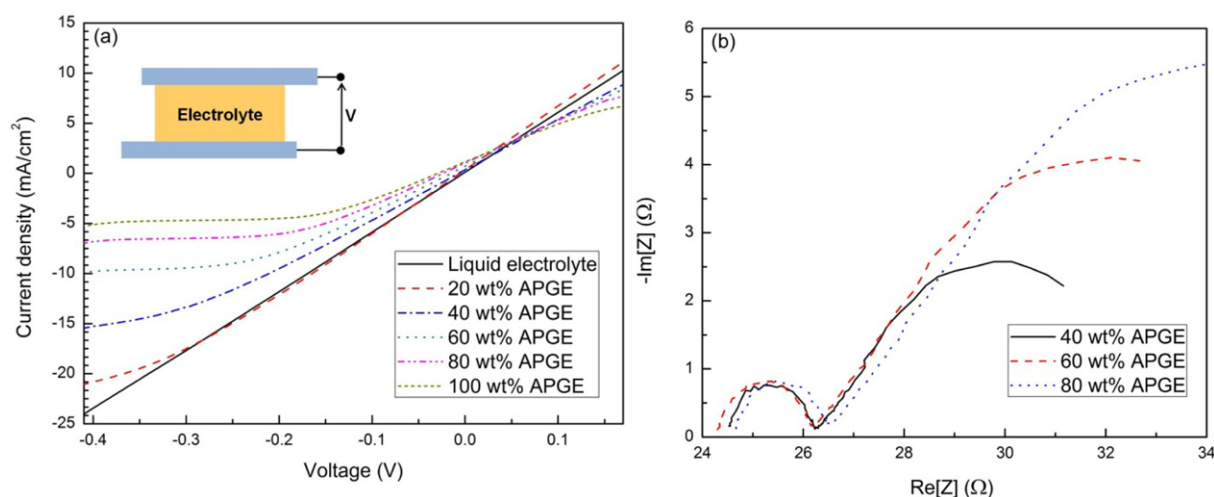 (a)
15
10
5
0
-5
-10
-15
-20
-25
Current density (mA/cm²)
Electrolyte
V
Liquid electrolyte
20 wt% APGE
40 wt% APGE
60 wt% APGE
80 wt% APGE
100 wt% APGE
-0.4 -0.3 -0.2 -0.1 0.0 0.1
Voltage (V)
(b)
6
5
4
3
2
1
0
-Im[Z] (Ω)
40 wt% APGE
60 wt% APGE
80 wt% APGE
24 26 28 30 32 34
Re[Z] (Ω)